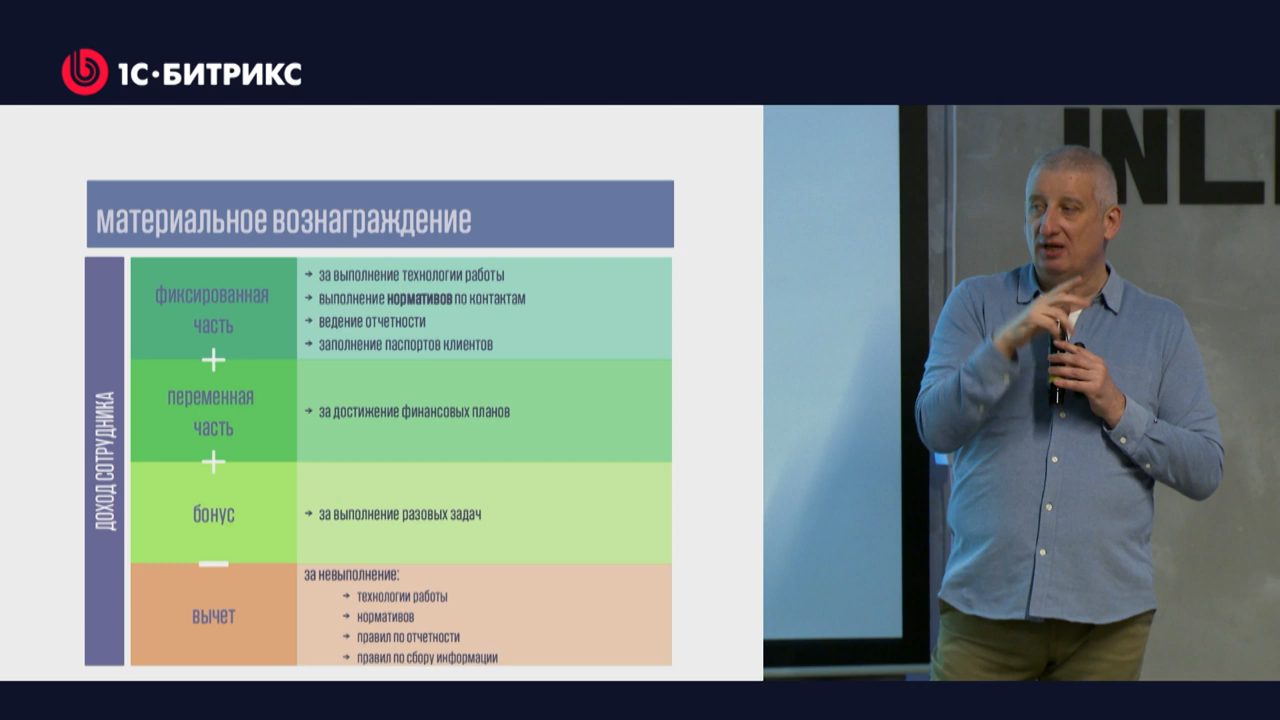 1С·БИТРИКС
INL
материальное вознаграждение
ДОХОД СОТРУДНИКА
фиксированная
часть
→ за выполнение технологии работы
→ выполнение нормативов по контактам
→ ведение отчетности
→ заполнение паспортов клиентов
+
переменная
часть
→ за достижение финансовых планов
+
бонус
→ за выполнение разовых задач
–
вычет
за невыполнение:
→ технологии работы
→ нормативов
→ правил по отчетности
→ правил по сбору информации